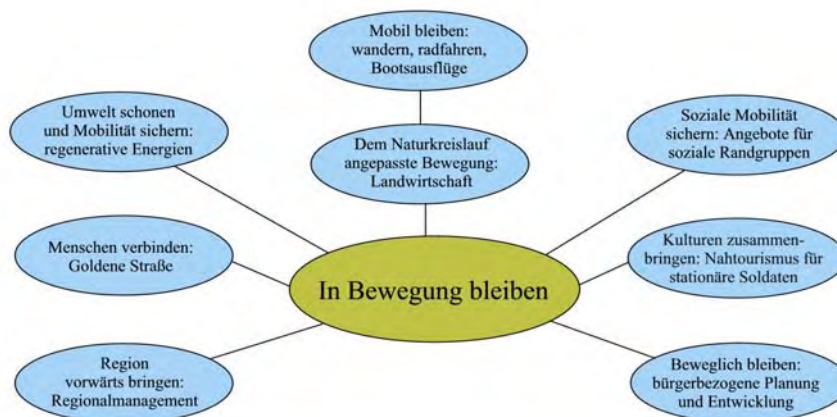 Mobil bleiben:
wandern, radfahren,
Bootsausflüge
Umwelt schonen
und Mobilität sichern:
regenerative Energien
Dem Naturkreislauf
angepasste Bewegung:
Landwirtschaft
Soziale Mobilität
sichern: Angebote für
soziale Randgruppen
Menschen verbinden:
Goldene Straße
In Bewegung bleiben
Kulturen zusammen-
bringen: Nahtourismus für
stationäre Soldaten
Region
vorwärts bringen:
Regionalmanagement
Beweglich bleiben:
bürgerbezogene Planung
und Entwicklung